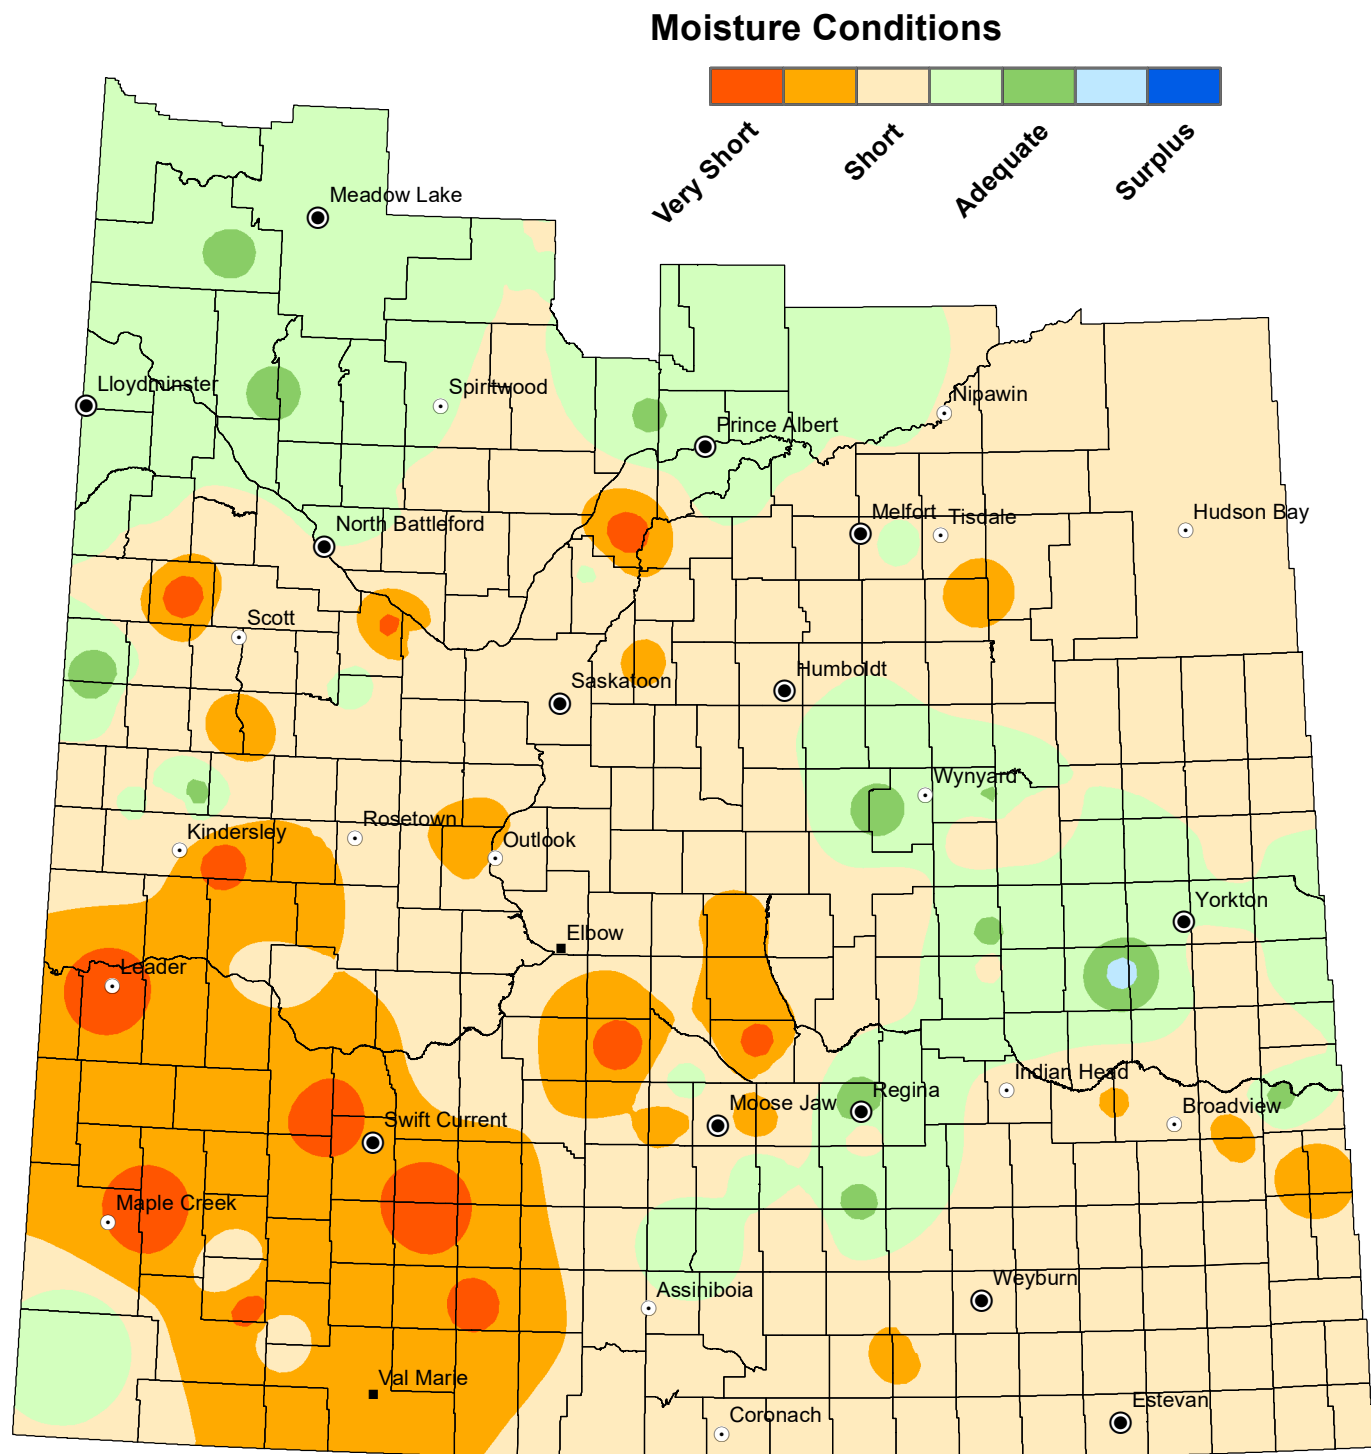 Moisture Conditions
Very Short
Short
Adequate
Surplus
Meadow Lake
Lloydminster
Spiritwood
Nipawin
Prince Albert
North Battleford
Melfort
Tisdale
Hudson Bay
Scott
Saskatoon
Humboldt
Wynyard
Kindersley
Rosetown
Outlook
Yorkton
Elbow
Leader
Indian Head
Regina
Moose Jaw
Broadview
Swift Current
Maple Creek
Weyburn
Assiniboia
Val Marie
Estevan
Coronach